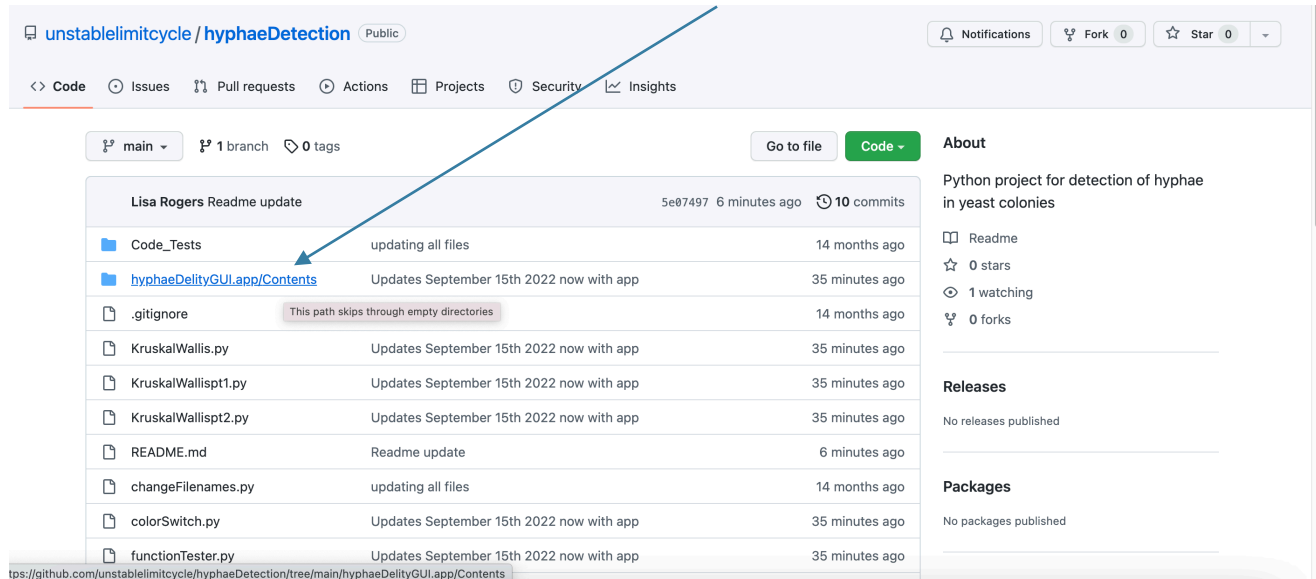 unstablelimitcycle / hyphaeDetection Public Notifications Fork 0 Star 0
Code Issues Pull requests Actions Projects Security Insights
main 1 branch 0 tags Go to file Code
About
Python project for detection of hyphae
in yeast colonies
Readme
0 stars
1 watching
0 forks
Releases
No releases published
Packages
No packages published
Lisa Rogers Readme update 5e07497 6 minutes ago 10 commits
Code_Tests updating all files 14 months ago
hyphaeDelityGUI.app/Contents Updates September 15th 2022 now with app 35 minutes ago
This path skips through empty directories
.gitignore 14 months ago
KruskalWallis.py Updates September 15th 2022 now with app 35 minutes ago
KruskalWallispt1.py Updates September 15th 2022 now with app 35 minutes ago
KruskalWallispt2.py Updates September 15th 2022 now with app 35 minutes ago
README.md Readme update 6 minutes ago
changeFilenames.py updating all files 14 months ago
colorSwitch.py Updates September 15th 2022 now with app 35 minutes ago
functionTester.py Updates September 15th 2022 now with app 35 minutes ago
tps://github.com/unstablelimitcycle/hyphaeDetection/tree/main/hyphaeDelityGUI.app/Contents